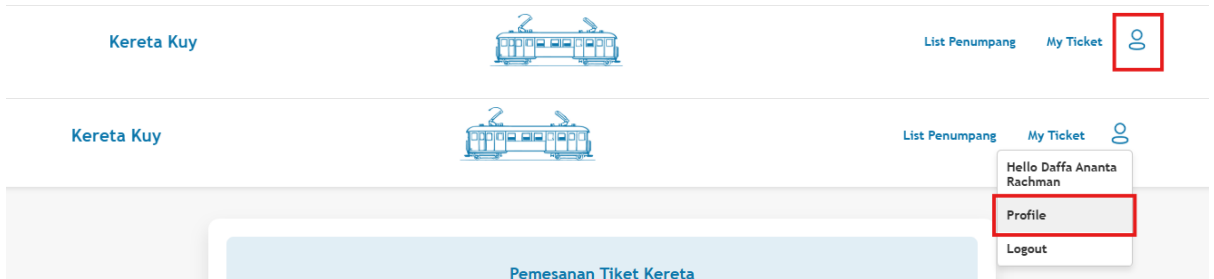 Kereta Kuy
List Penumpang
My Ticket
Kereta Kuy
List Penumpang
My Ticket
Hello Daffa Ananta
Rachman
Profile
Logout
Pemesanan Tiket Kereta